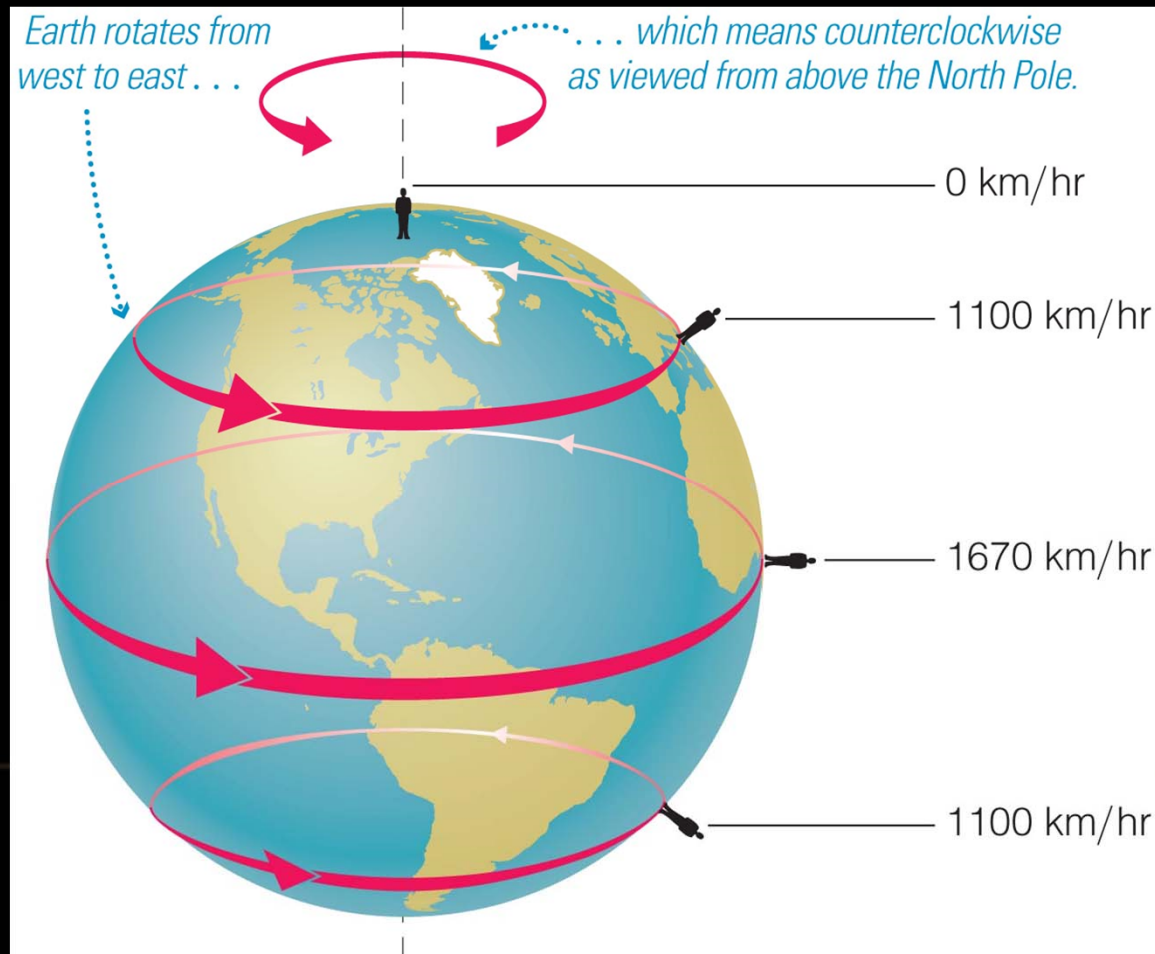 Earth rotates from
west to east . . .
. . . which means counterclockwise
as viewed from above the North Pole.
0 km/hr
1100 km/hr
1670 km/hr
1100 km/hr